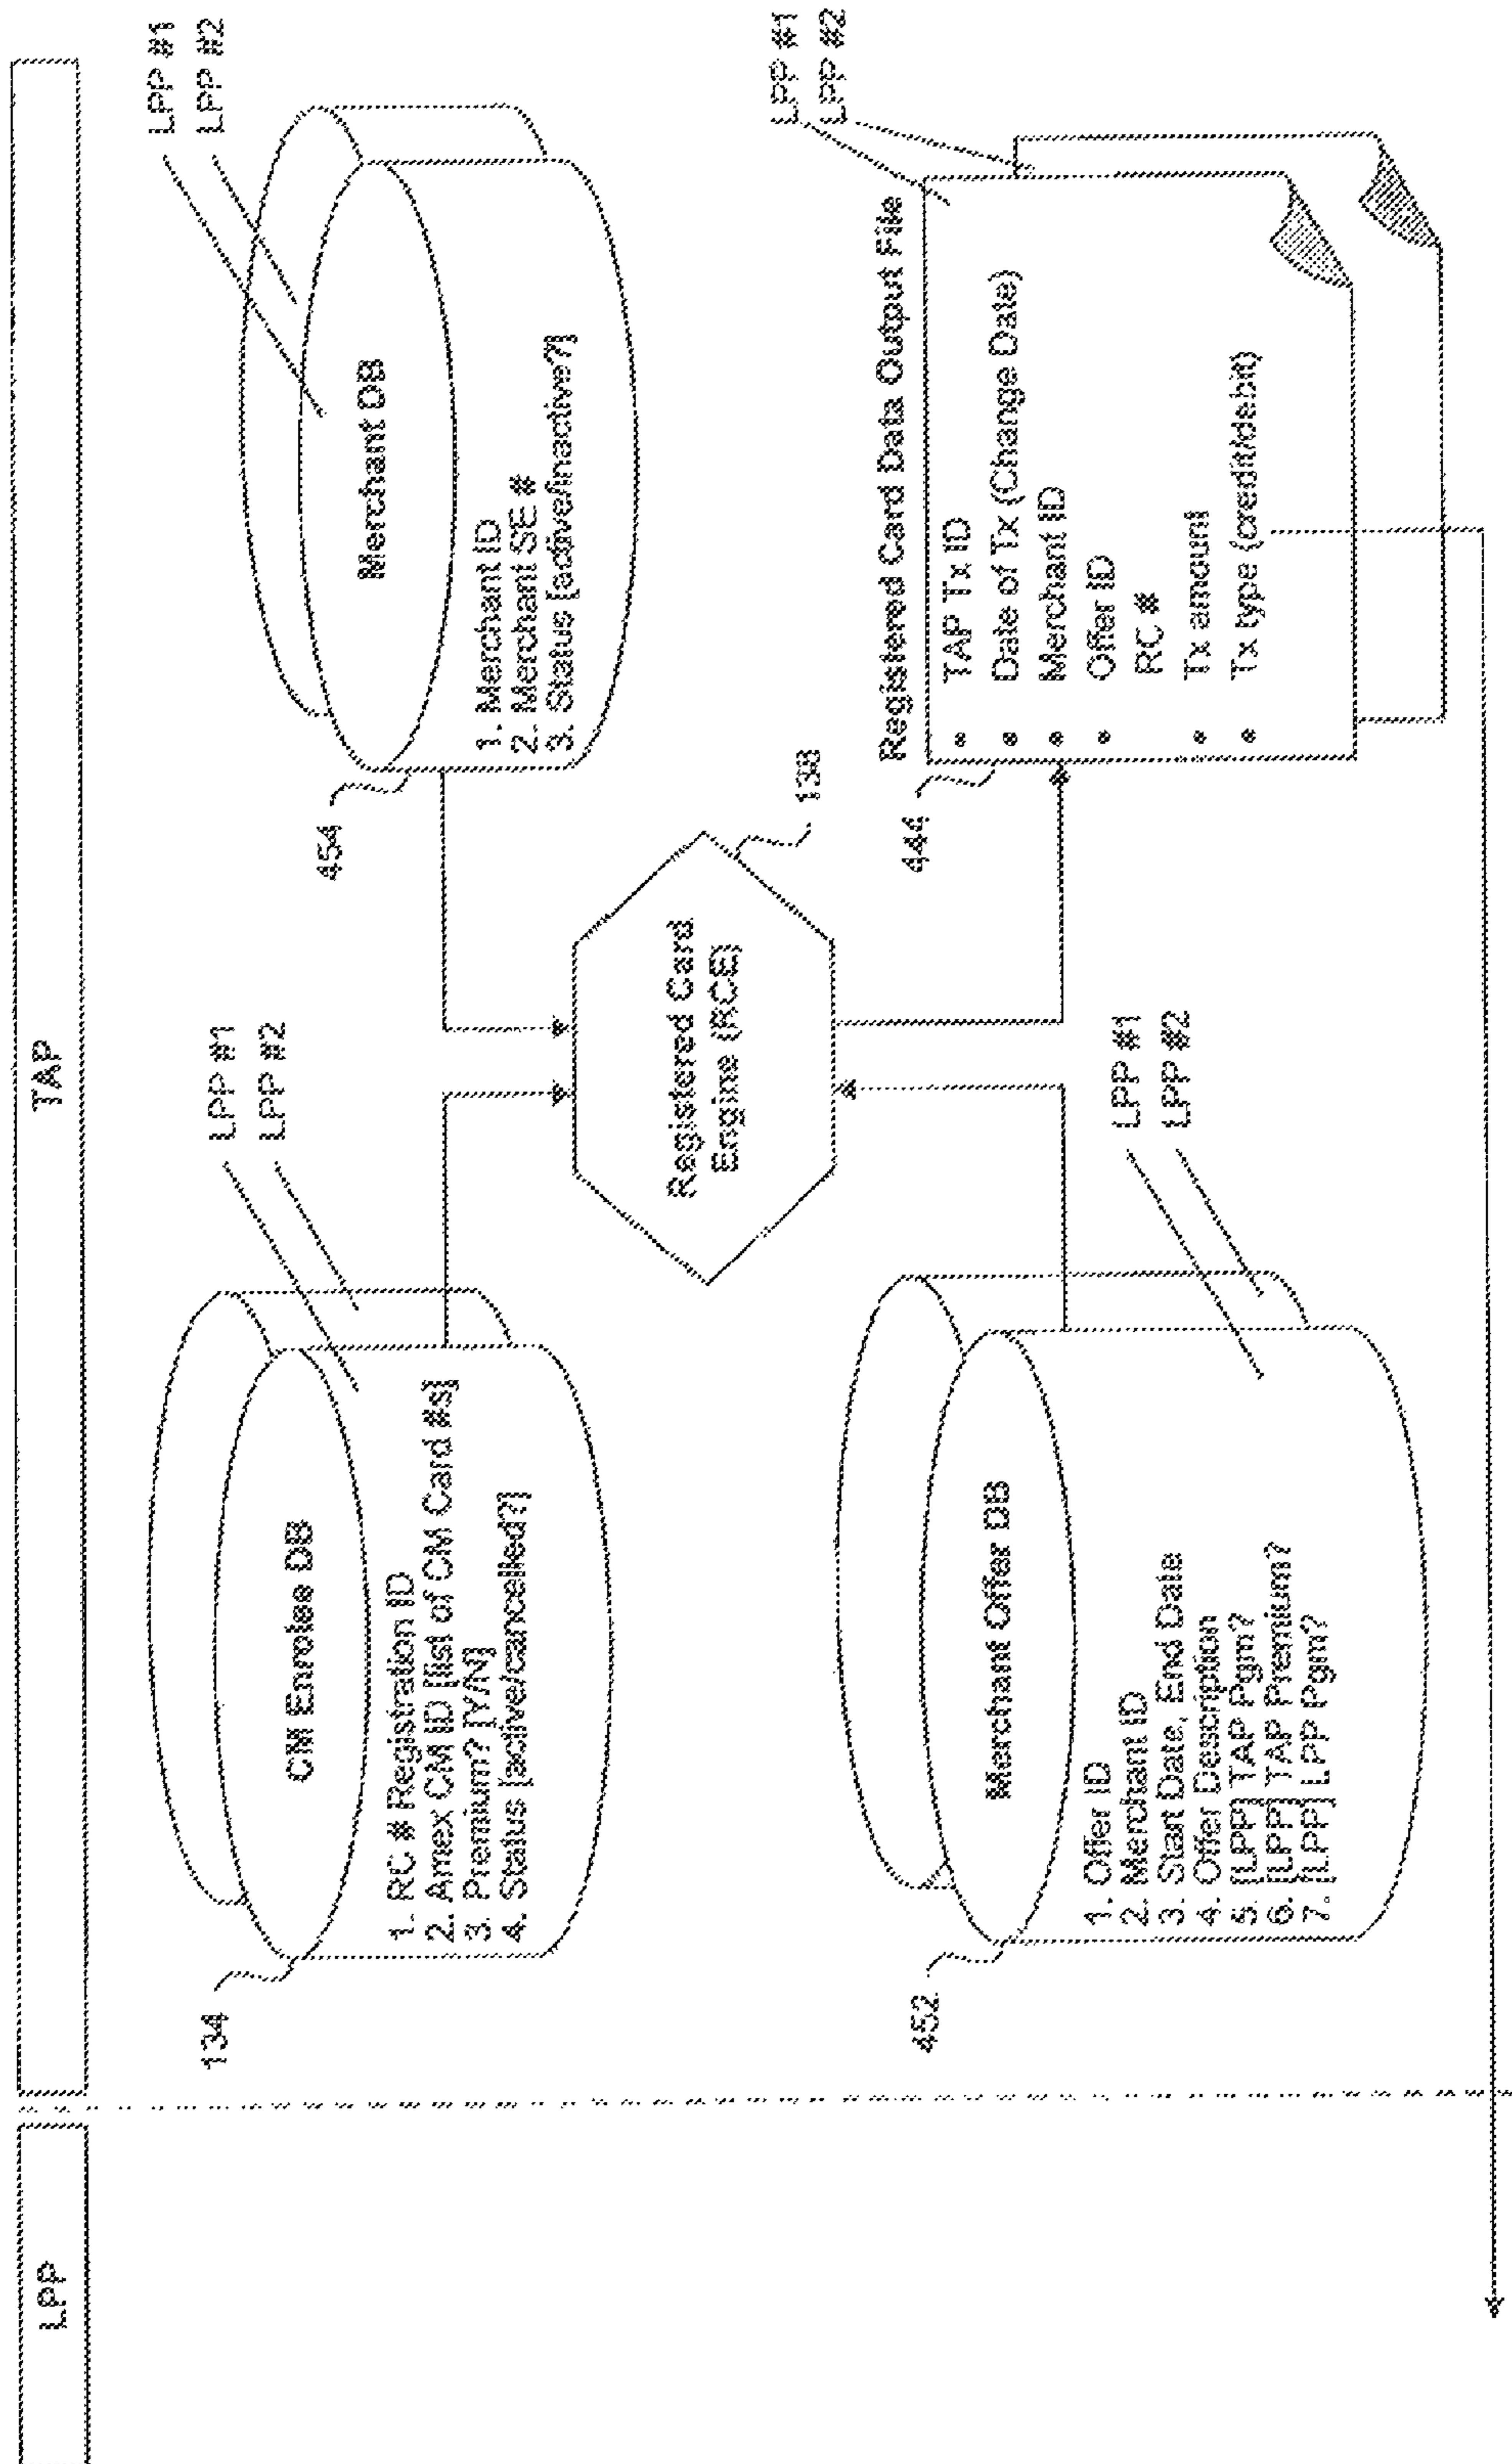 LPP
TAP
134
CM Enrollee DB
1. RC # Registration ID
2. Amex CM ID [list of CM Card #s]
3. Premium? [Y/N]
4. Status [active/cancelled?]
LPP #1
LPP #2
454
Merchant DB
1. Merchant ID
2. Merchant SE #
3. Status [active/inactive?]
LPP #1
LPP #2
Registered Card
Engine (RCE)
138
452
Merchant Offer DB
1. Offer ID
2. Merchant ID
3. Start Date, End Date
4. Offer Description
5. [LPP] TAP Pgm?
6. [LPP] TAP Premium?
7. [LPP] LPP Pgm?
LPP #1
LPP #2
444
Registered Card Data Output File
• TAP Tx ID
• Date of Tx (Change Date)
• Merchant ID
• Offer ID
RC #
• Tx amount
• Tx type (credit/debit)
LPP #1
LPP #2